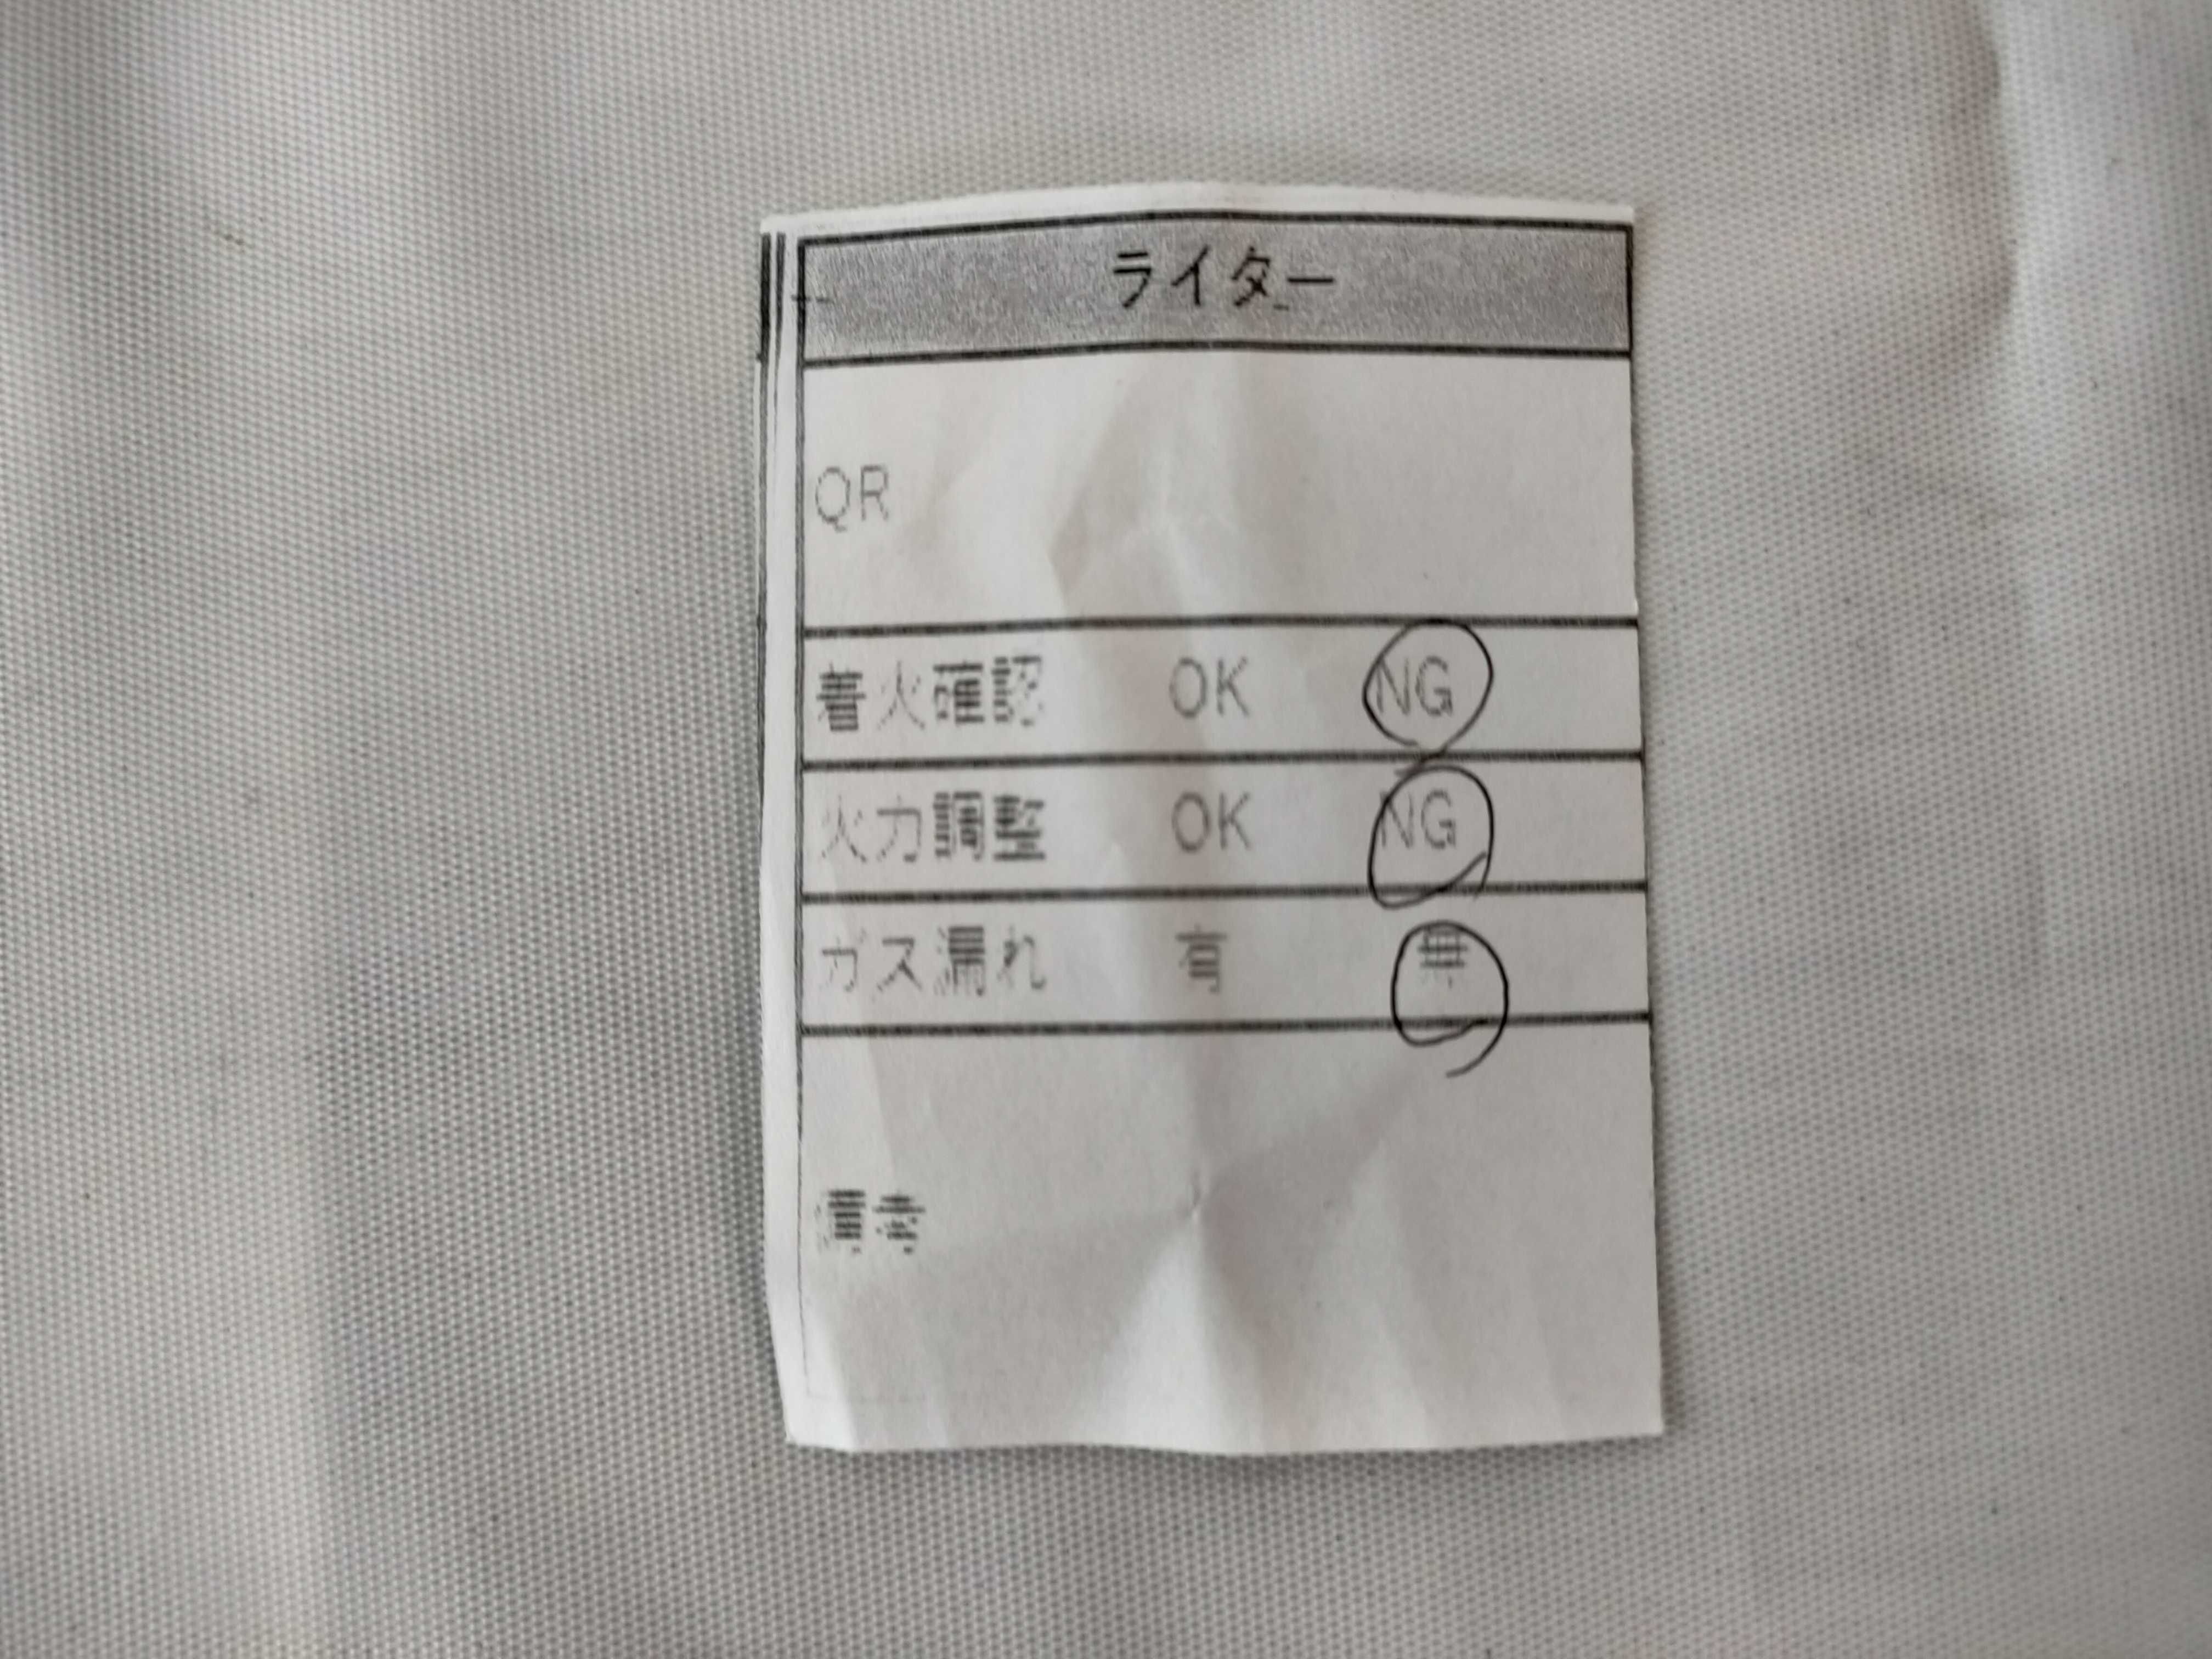 ライター
QR
着火確認 OK NG
火力調整 OK NG
ガス漏れ 有 無
備考